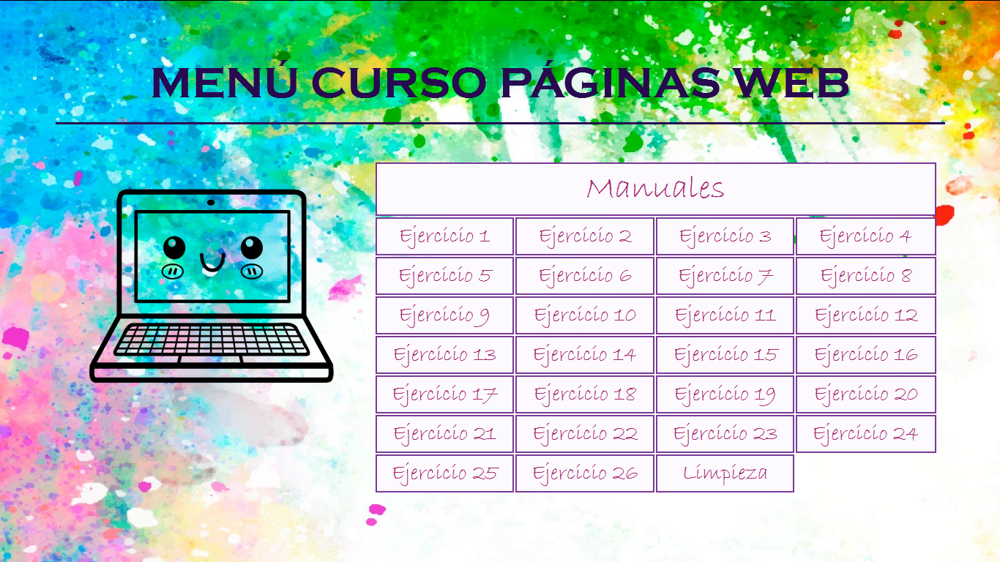 MENÚ CURSO PÁGINAS WEB
Manuales
Ejercicio 1 Ejercicio 2 Ejercicio 3 Ejercicio 4
Ejercicio 5 Ejercicio 6 Ejercicio 7 Ejercicio 8
Ejercicio 9 Ejercicio 10 Ejercicio 11 Ejercicio 12
Ejercicio 13 Ejercicio 14 Ejercicio 15 Ejercicio 16
Ejercicio 17 Ejercicio 18 Ejercicio 19 Ejercicio 20
Ejercicio 21 Ejercicio 22 Ejercicio 23 Ejercicio 24
Ejercicio 25 Ejercicio 26 Limpieza